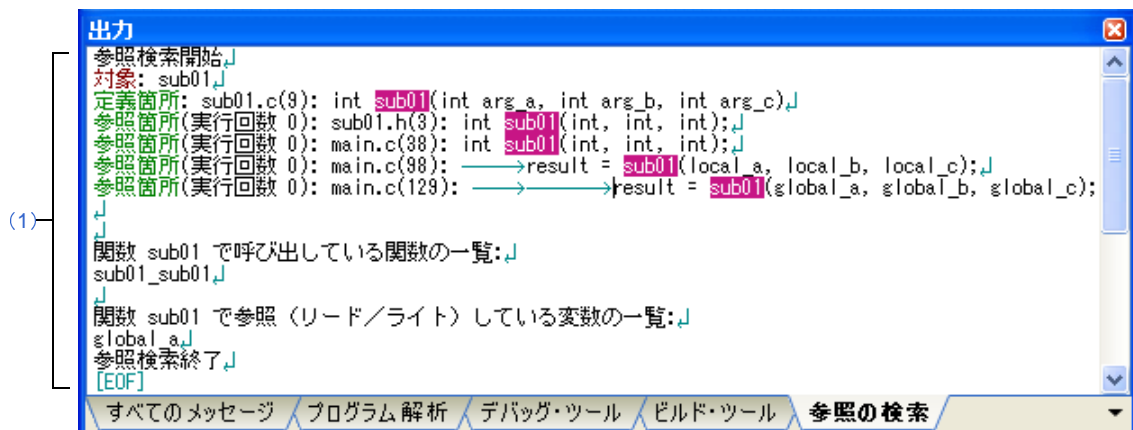 出力
参照検索開始↲
対象: sub01↲
定義箇所: sub01.c(9): int sub01(int arg_a, int arg_b, int arg_c)↲
参照箇所(実行回数 0): sub01.h(3): int sub01(int, int, int);↲
参照箇所(実行回数 0): main.c(38): int sub01(int, int, int);↲
参照箇所(実行回数 0): main.c(98): ⟶result = sub01(local_a, local_b, local_c);↲
参照箇所(実行回数 0): main.c(129): ⟶⟶result = sub01(global_a, global_b, global_c);
↲
↲
(1)
関数 sub01 で呼び出している関数の一覧:↲
sub01_sub01↲
↲
関数 sub01 で参照（リード／ライト）している変数の一覧:↲
global_a↲
参照検索終了↲
[EOF]
すべてのメッセージ プログラム解析 デバッグ・ツール ビルド・ツール 参照の検索